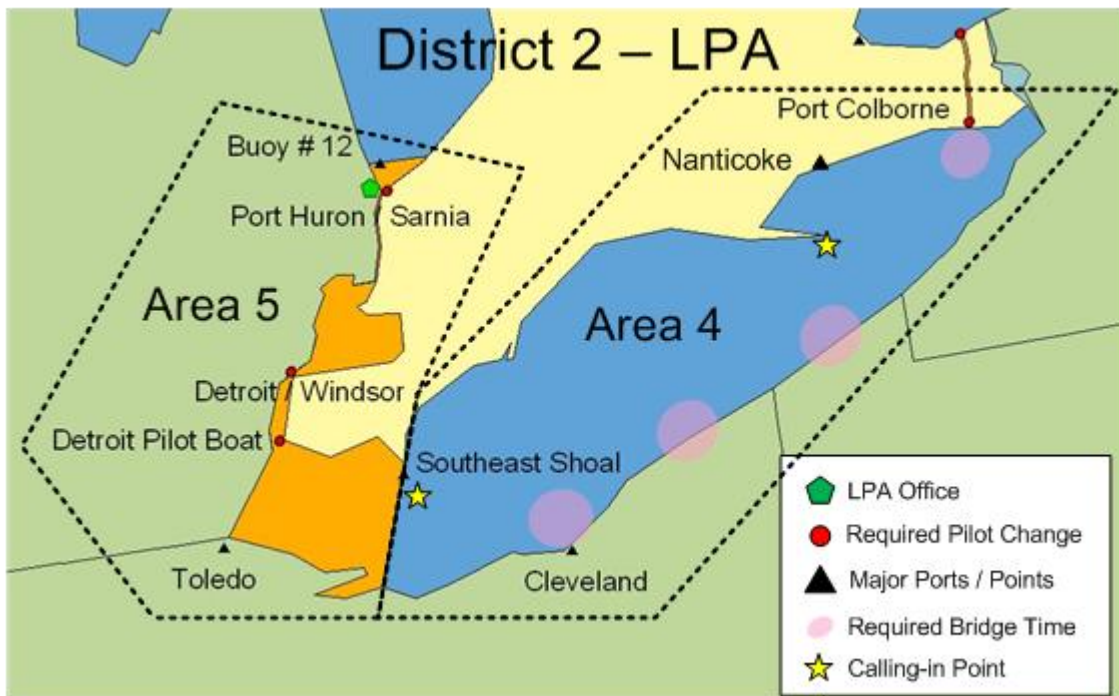 District 2 – LPA
Port Colborne
Buoy # 12
Nanticoke
Port Huron / Sarnia
Area 5
Area 4
Detroit / Windsor
Detroit Pilot Boat
Southeast Shoal
Toledo
Cleveland
LPA Office
Required Pilot Change
Major Ports / Points
Required Bridge Time
Calling-in Point